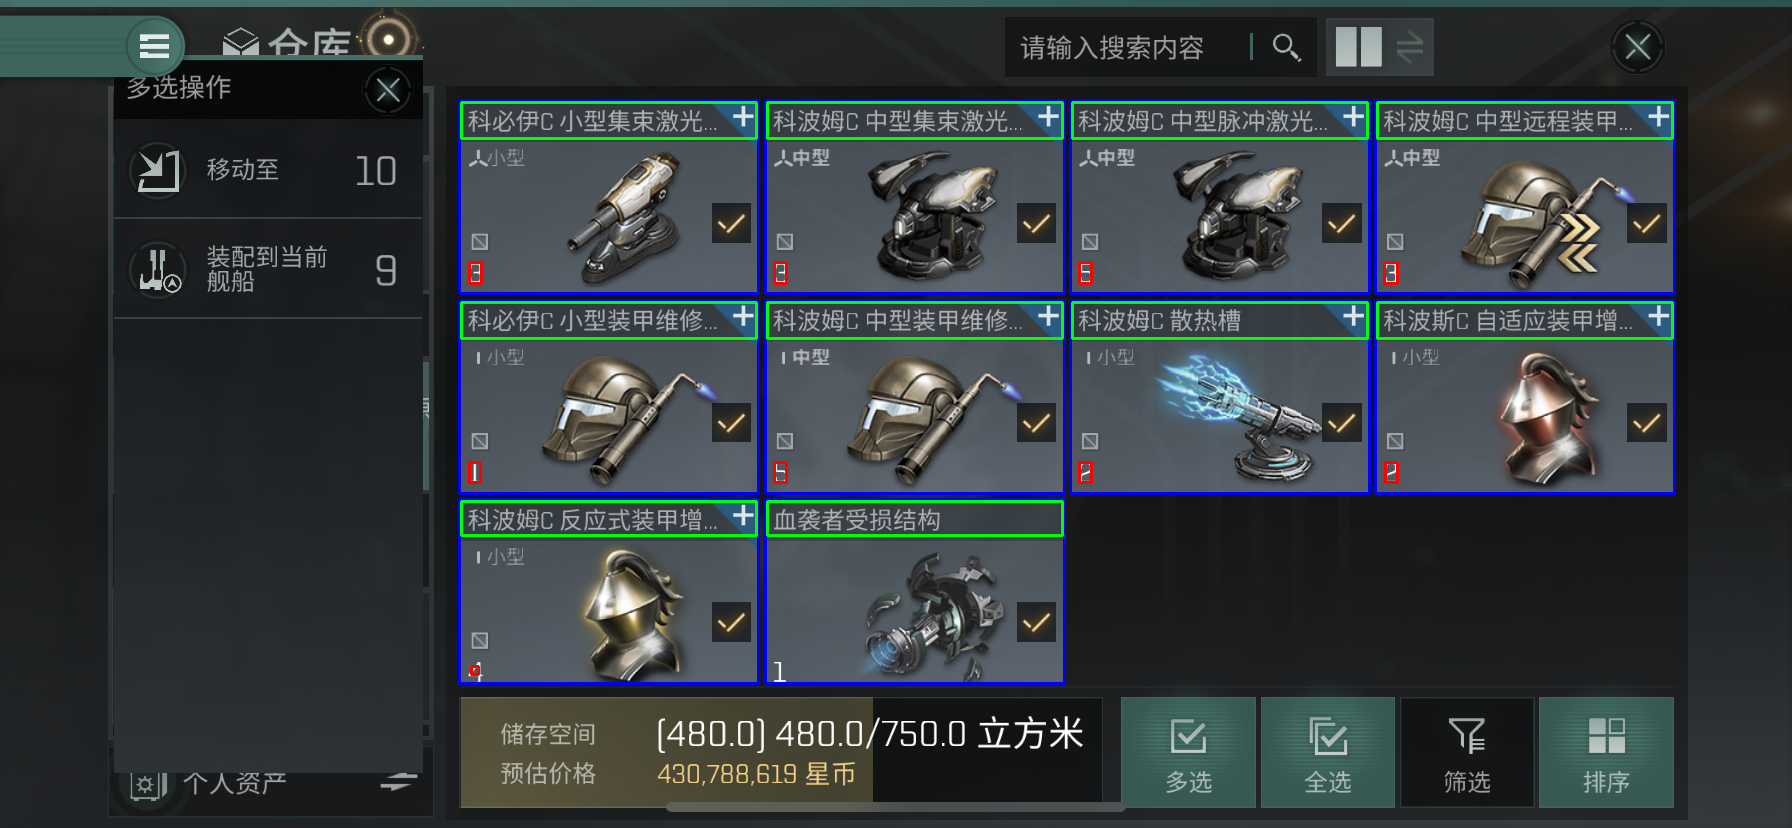 仓库
请输入搜索内容
多选操作
移动至 10
装配到当前
舰船 9
科必伊C 小型集束激光...
小型
3
科波姆C 中型集束激光...
中型
3
科波姆C 中型脉冲激光...
中型
5
科波姆C 中型远程装甲...
中型
3
科必伊C 小型装甲维修...
小型
1
科波姆C 中型装甲维修...
中型
5
科波姆C 散热槽
小型
2
科波斯C 自适应装甲增...
小型
2
科波姆C 反应式装甲增...
小型
4
血袭者受损结构
1
储存空间 (480.0) 480.0/750.0 立方米
预估价格 430,788,619 星币
多选
全选
筛选
排序
个人资产